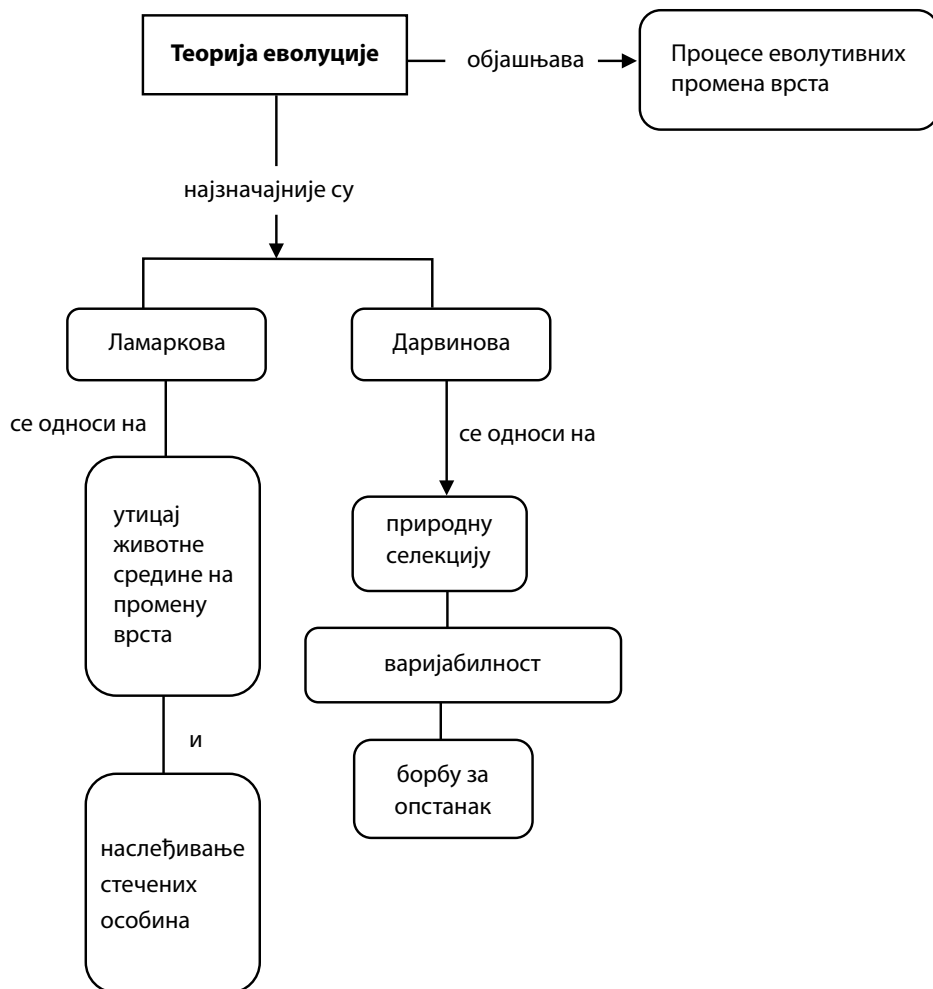 Теорија еволуције
објашњава
Процесе еволутивних
промена врста
најзначајније су
Ламаркова
Дарвинова
се односи на
се односи на
утицај
животне
средине на
промену
врста
природну
селекцију
варијабилност
и
борбу за
опстанак
наслеђивање
стечених
особина